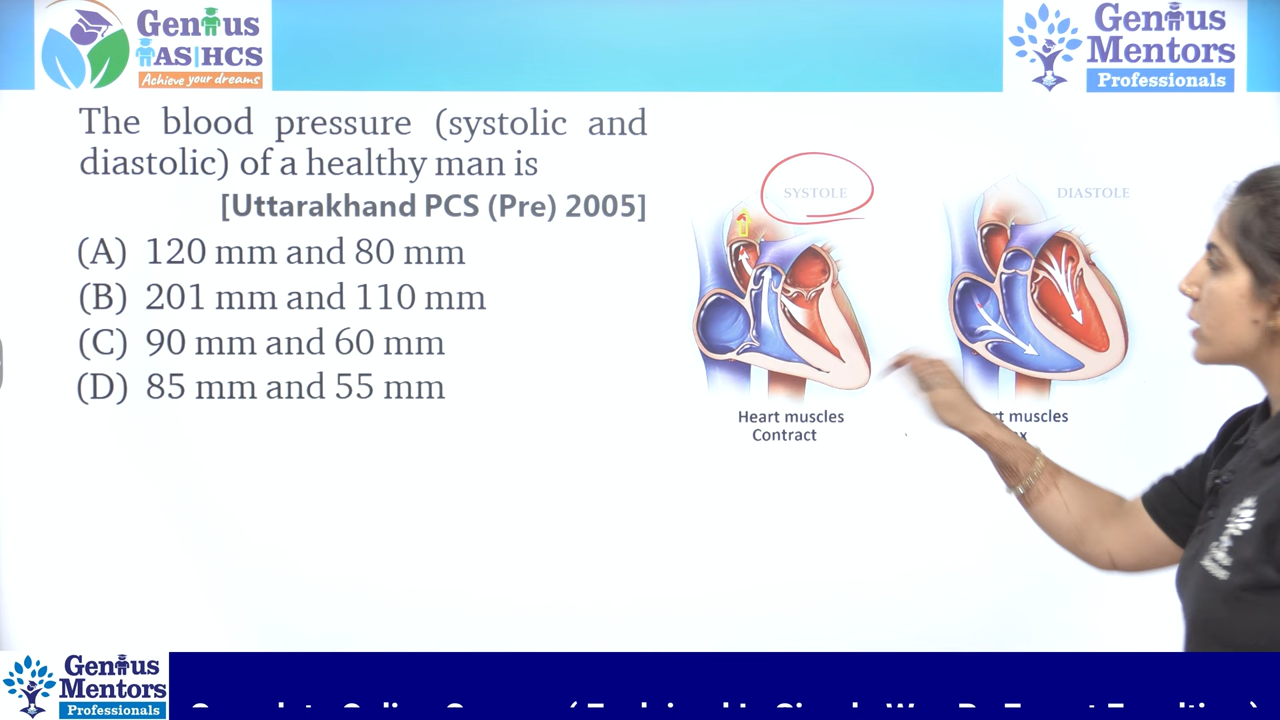 Genius
IAS|HCS
Achieve your dreams
Genius
Mentors
Professionals
The blood pressure (systolic and
diastolic) of a healthy man is
[Uttarakhand PCS (Pre) 2005]
(A) 120 mm and 80 mm
(B) 201 mm and 110 mm
(C) 90 mm and 60 mm
(D) 85 mm and 55 mm
SYSTOLE
DIASTOLE
Heart muscles
Contract
muscles
Genius
Mentors
Professionals